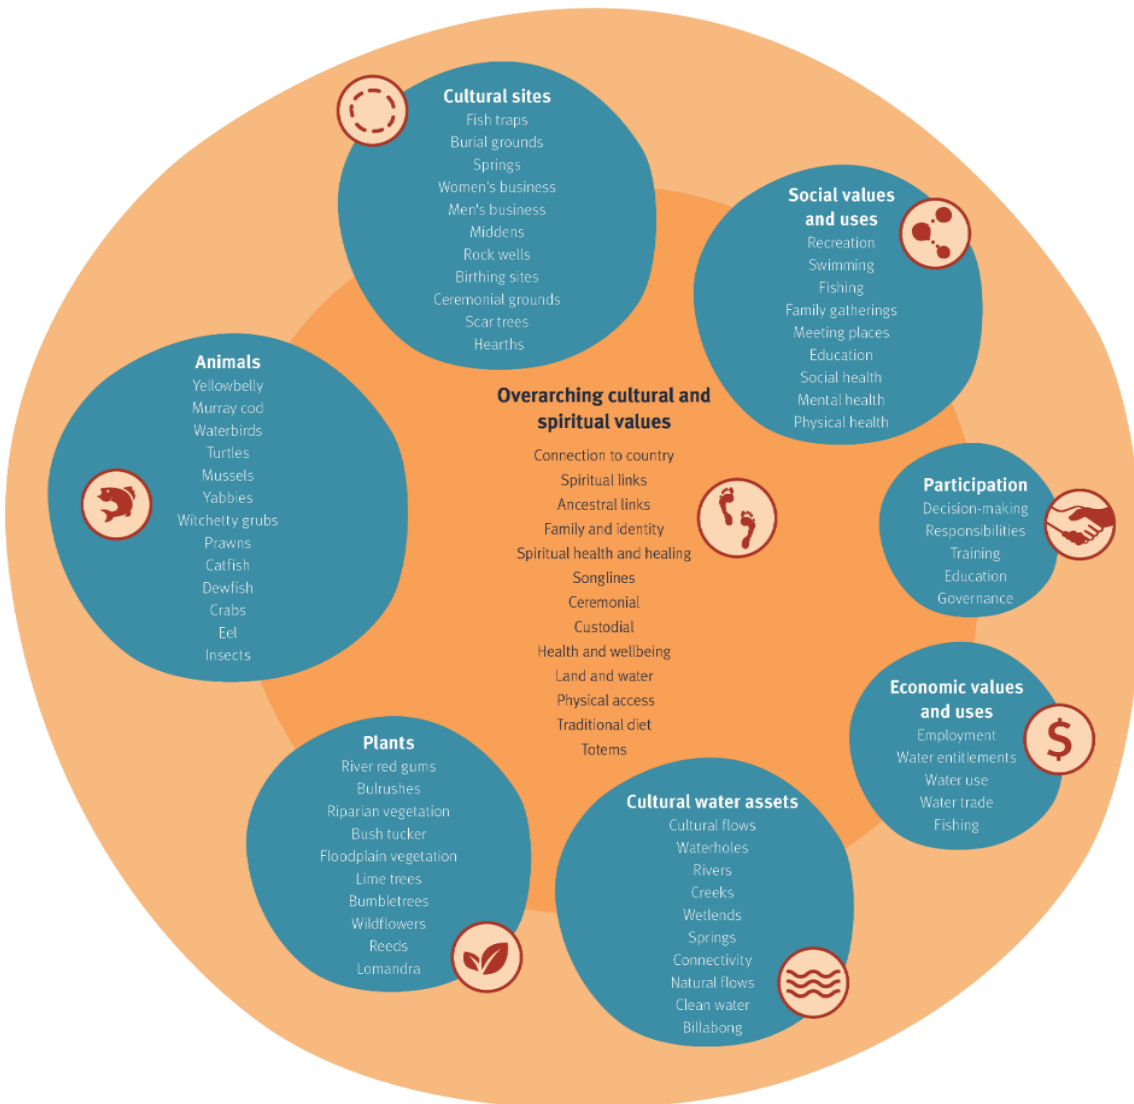 Cultural sites
Fish traps
Burial grounds
Springs
Women's business
Men's business
Middens
Rock wells
Birthing sites
Ceremonial grounds
Scar trees
Hearths
Social values
and uses
Recreation
Swimming
Fishing
Family gatherings
Meeting places
Education
Social health
Mental health
Physical health
Animals
Yellowbelly
Murray cod
Waterbirds
Turtles
Mussels
Yabbies
Witchetty grubs
Prawns
Catfish
Dewfish
Crabs
Eel
Insects
Overarching cultural and
spiritual values
Connection to country
Spiritual links
Ancestral links
Family and identity
Spiritual health and healing
Songlines
Ceremonial
Custodial
Health and wellbeing
Land and water
Physical access
Traditional diet
Totems
Participation
Decision-making
Responsibilities
Training
Education
Governance
Economic values
and uses
Employment
Water entitlements
Water use
Water trade
Fishing
$
Plants
River red gums
Bulrushes
Riparian vegetation
Bush tucker
Floodplain vegetation
Lime trees
Bumbletrees
Wildflowers
Reeds
Lomandra
Cultural water assets
Cultural flows
Waterholes
Rivers
Creeks
Wetlends
Springs
Connectivity
Natural flows
Clean water
Billabong